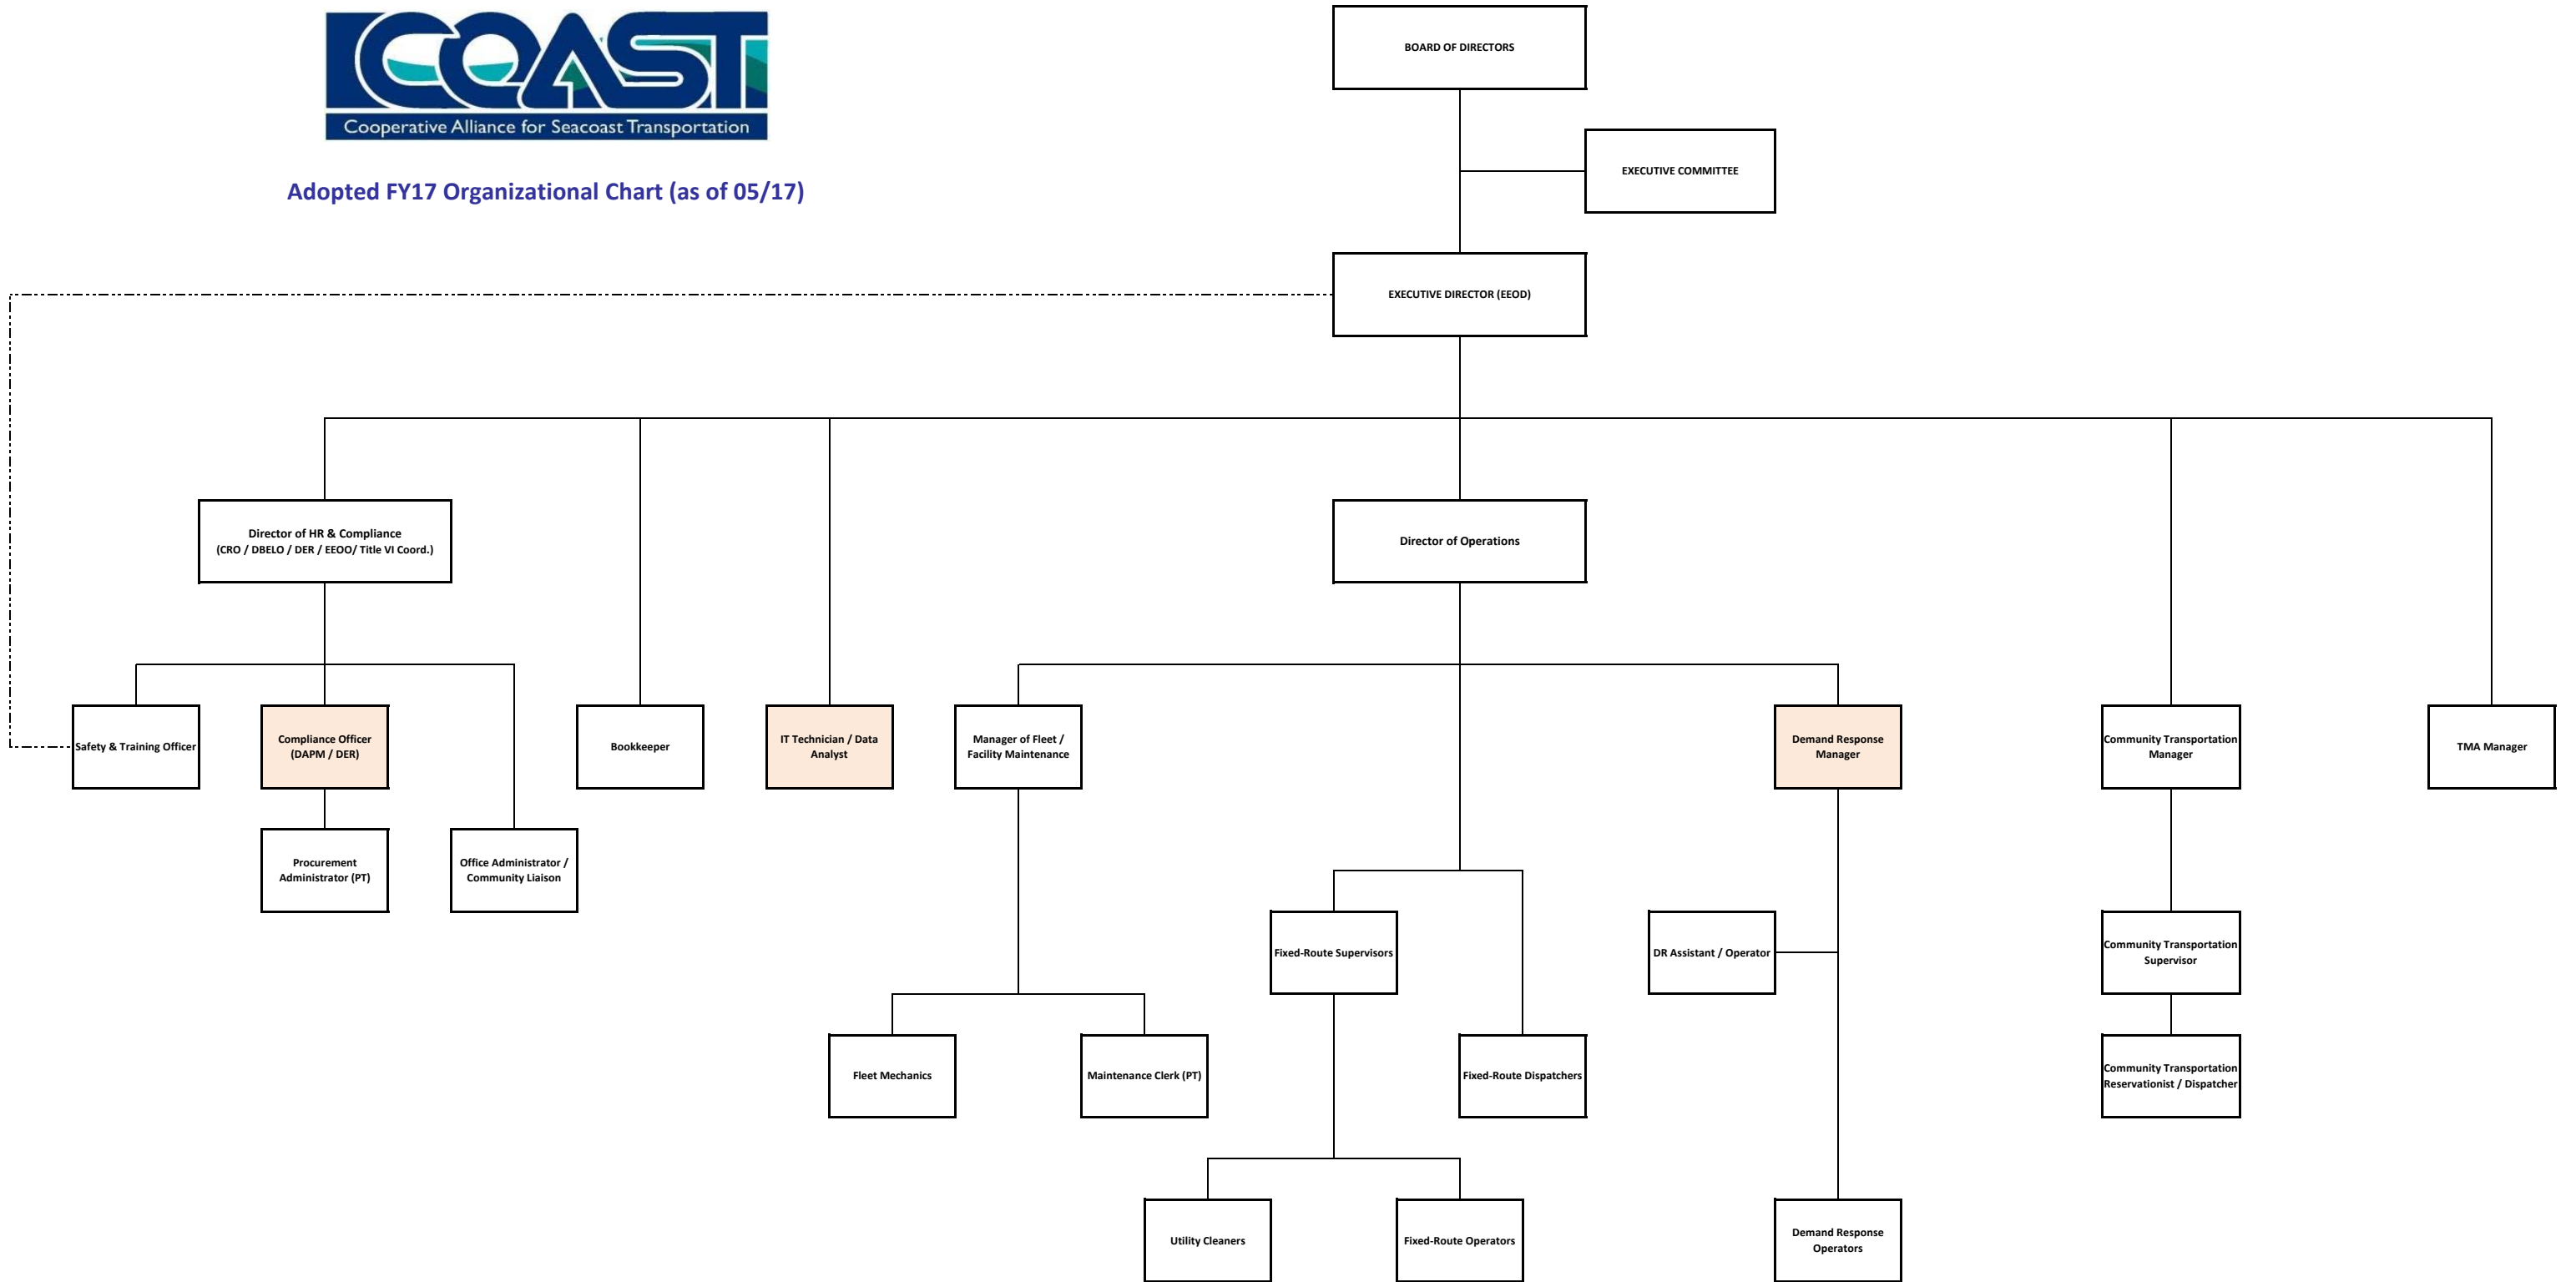 COAST
Cooperative Alliance for Seacoast Transportation
Adopted FY17 Organizational Chart (as of 05/17)
BOARD OF DIRECTORS
EXECUTIVE COMMITTEE
EXECUTIVE DIRECTOR (EEOD)
Director of HR & Compliance
(CRO / DBELO / DER / EEOO/ Title VI Coord.)
Director of Operations
Safety & Training Officer
Compliance Officer
(DAPM / DER)
Bookkeeper
IT Technician / Data
Analyst
Manager of Fleet /
Facility Maintenance
Demand Response
Manager
Community Transportation
Manager
TMA Manager
Procurement
Administrator (PT)
Office Administrator /
Community Liaison
Fixed-Route Supervisors
DR Assistant / Operator
Community Transportation
Supervisor
Fleet Mechanics
Maintenance Clerk (PT)
Fixed-Route Dispatchers
Community Transportation
Reservationist / Dispatcher
Utility Cleaners
Fixed-Route Operators
Demand Response
Operators